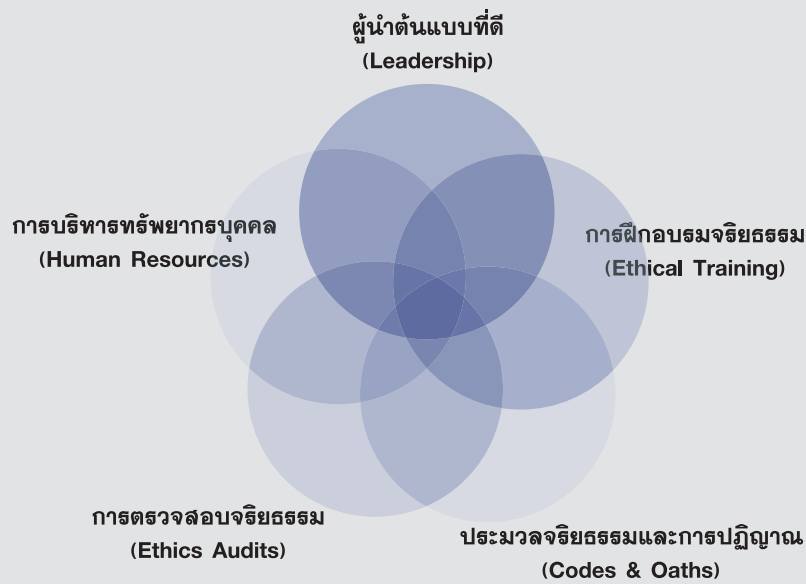 ผู้นำต้นแบบที่ดี
(Leadership)
การบริหารทรัพยากรบุคคล
(Human Resources)
การฝึกอบรมจริยธรรม
(Ethical Training)
การตรวจสอบจริยธรรม
(Ethics Audits)
ประมวลจริยธรรมและการปฏิญาณ
(Codes & Oaths)